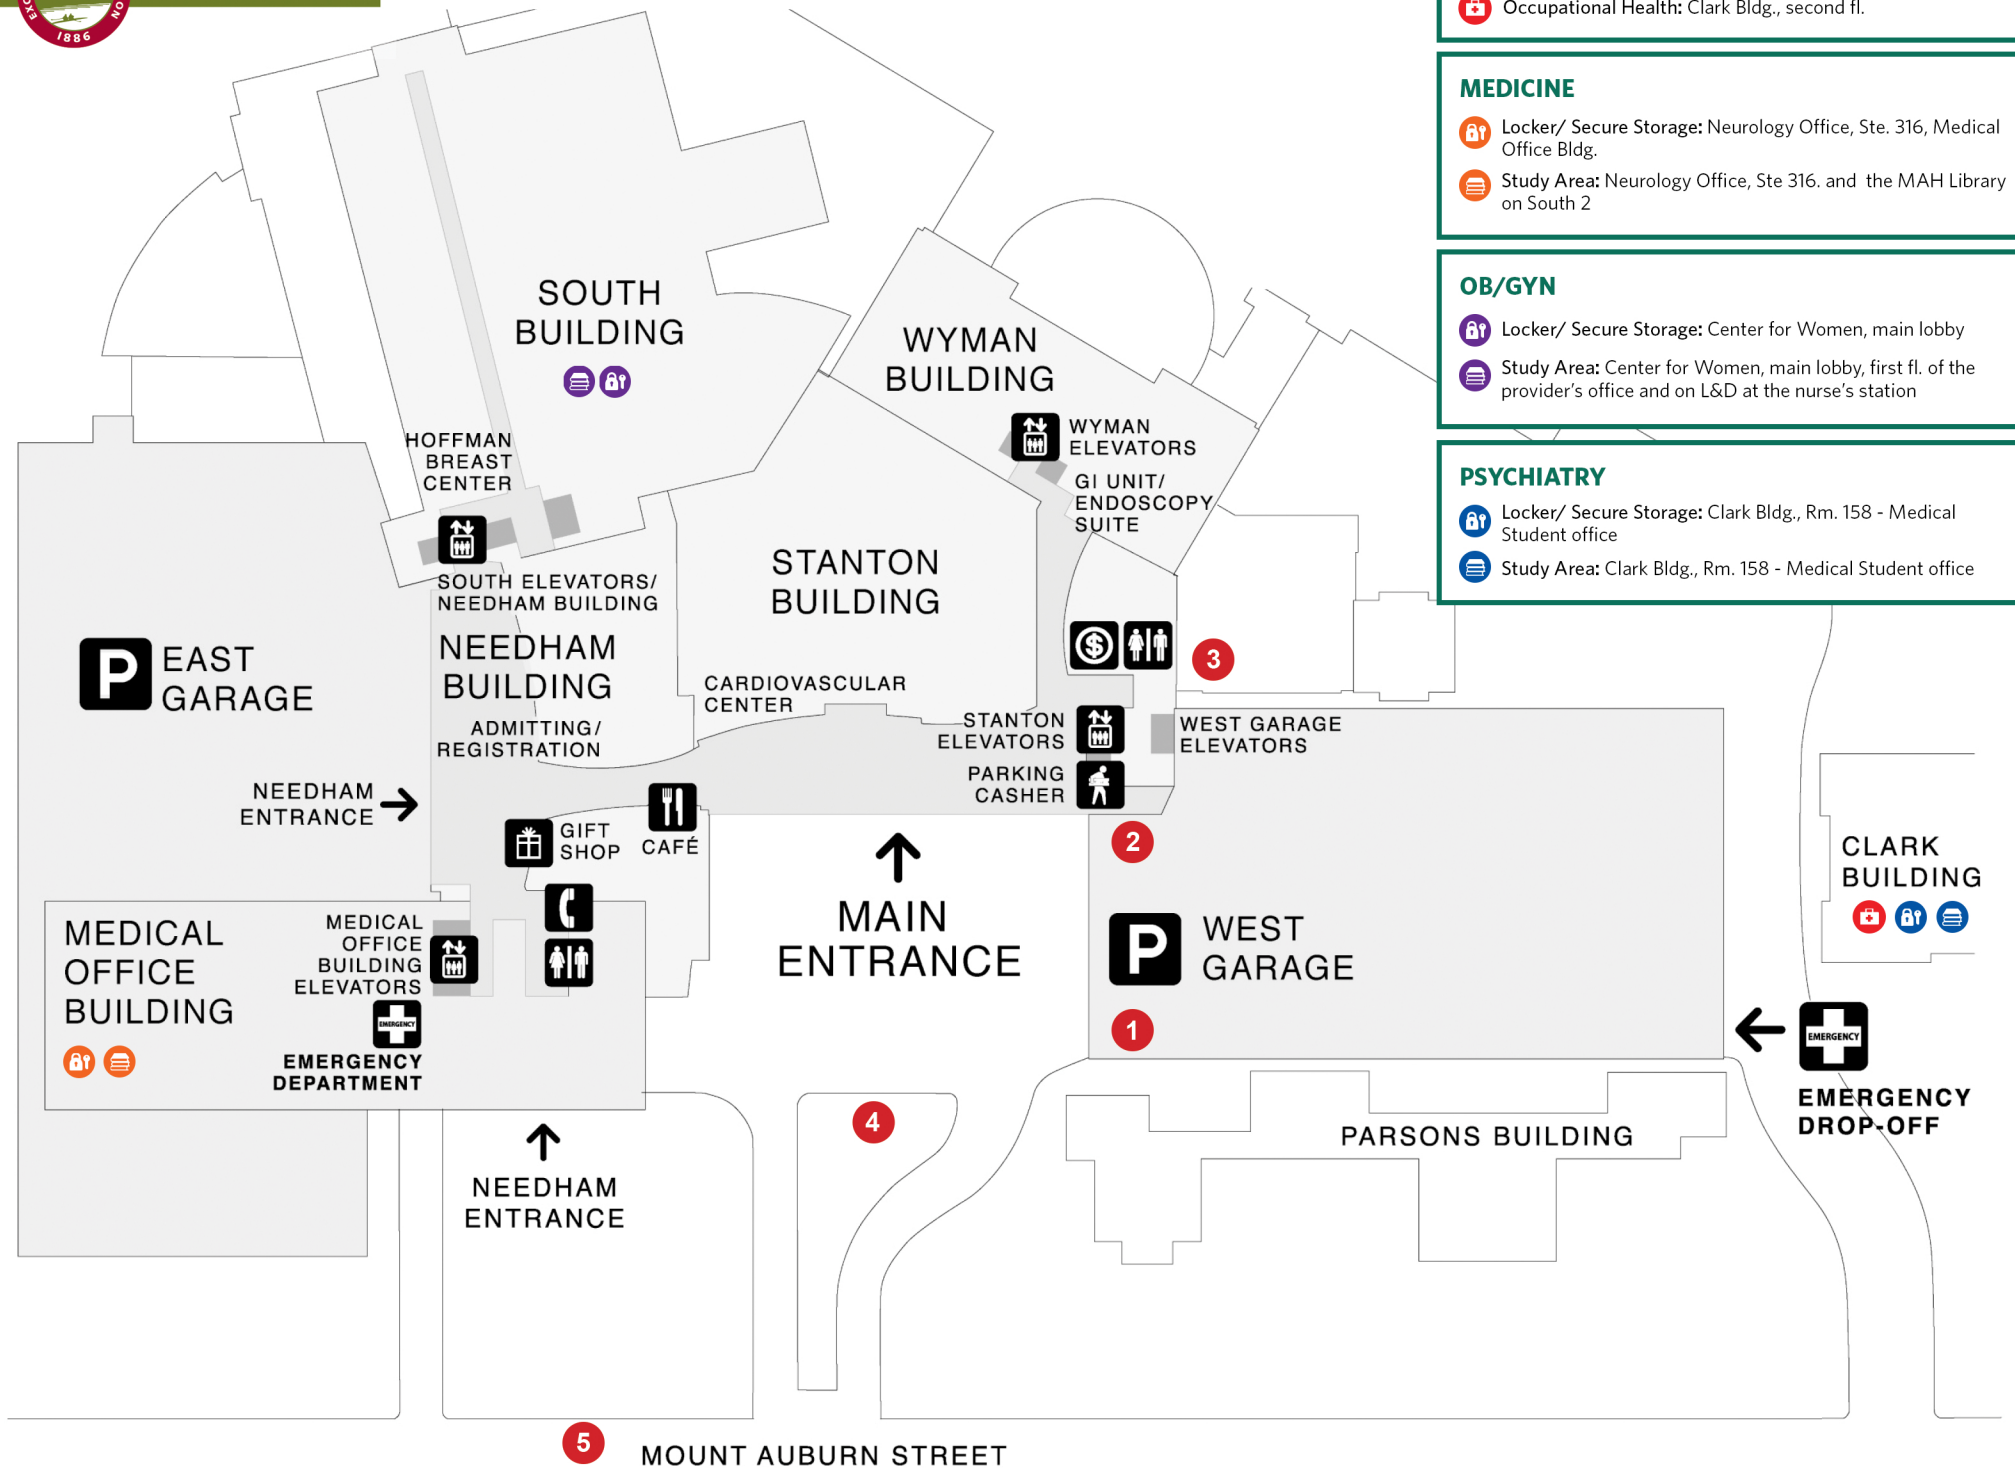 1886
Occupational Health: Clark Bldg., second fl.
MEDICINE
Locker/ Secure Storage: Neurology Office, Ste. 316, Medical
Office Bldg.
Study Area: Neurology Office, Ste 316. and the MAH Library
on South 2
OB/GYN
Locker/ Secure Storage: Center for Women, main lobby
Study Area: Center for Women, main lobby, first fl. of the
provider's office and on L&D at the nurse's station
PSYCHIATRY
Locker/ Secure Storage: Clark Bldg., Rm. 158 - Medical
Student office
Study Area: Clark Bldg., Rm. 158 - Medical Student office
SOUTH
BUILDING
WYMAN
BUILDING
HOFFMAN
BREAST
CENTER
WYMAN
ELEVATORS
GI UNIT/
ENDOSCOPY
SUITE
STANTON
BUILDING
SOUTH ELEVATORS/
NEEDHAM BUILDING
NEEDHAM
BUILDING
P
EAST
GARAGE
$
3
CARDIOVASCULAR
CENTER
ADMITTING/
REGISTRATION
STANTON
ELEVATORS
WEST GARAGE
ELEVATORS
NEEDHAM
ENTRANCE
PARKING
CASHER
GIFT
SHOP
CAFÉ
2
CLARK
BUILDING
MAIN
ENTRANCE
P
WEST
GARAGE
MEDICAL
OFFICE
BUILDING
MEDICAL
OFFICE
BUILDING
ELEVATORS
EMERGENCY
EMERGENCY
DEPARTMENT
1
EMERGENCY
EMERGENCY
DROP-OFF
4
PARSONS BUILDING
NEEDHAM
ENTRANCE
5
MOUNT AUBURN STREET